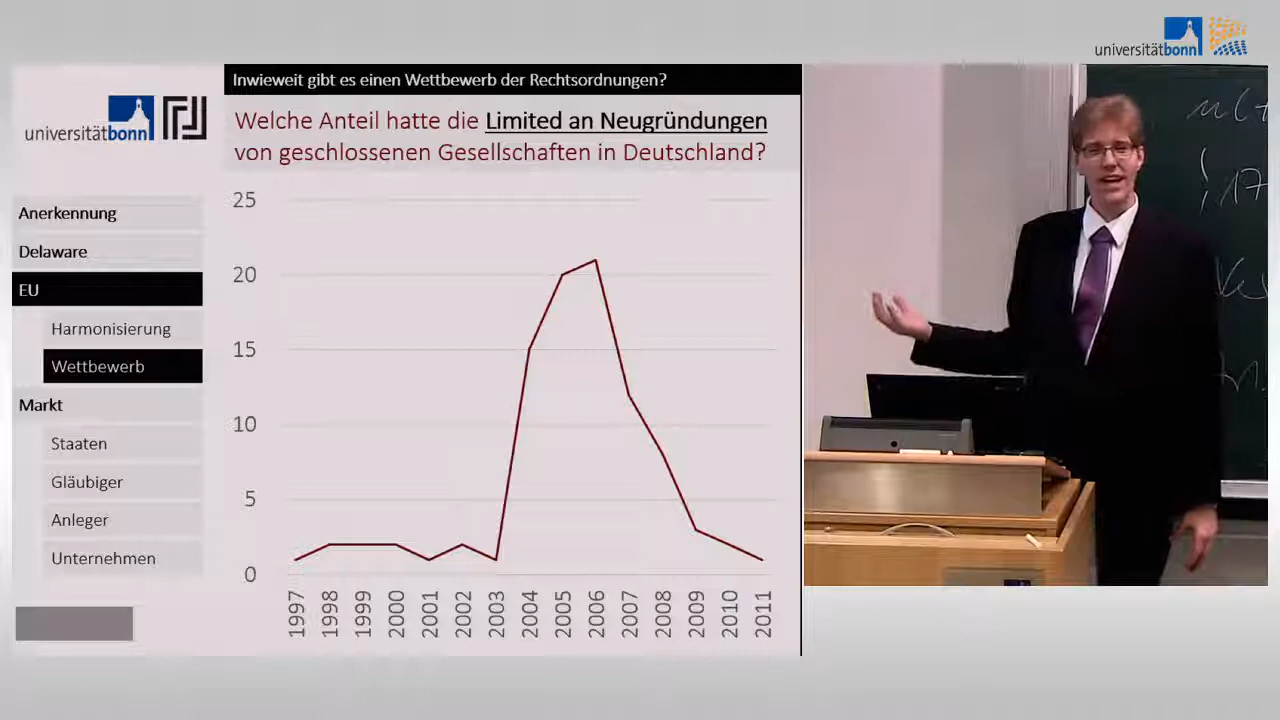 universitätbonn
universitätbonn
Inwieweit gibt es einen Wettbewerb der Rechtsordnungen?
Welche Anteil hatte die Limited an Neugründungen
von geschlossenen Gesellschaften in Deutschland?
Anerkennung
Delaware
EU
Harmonisierung
Wettbewerb
Markt
Staaten
Gläubiger
Anleger
Unternehmen
25
20
15
10
5
0
1997
1998
1999
2000
2001
2002
2003
2004
2005
2006
2007
2008
2009
2010
2011